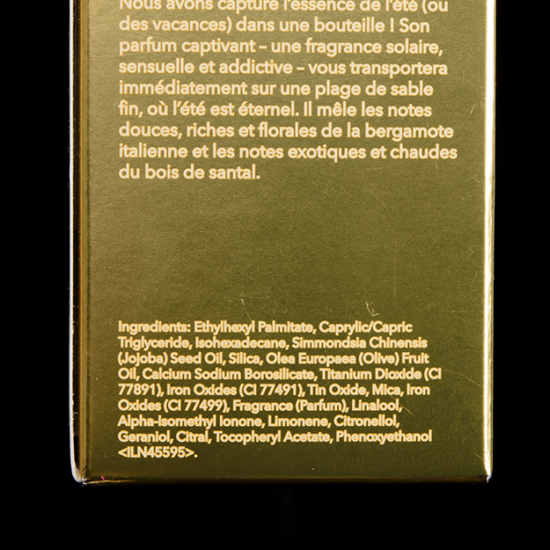 Nous avons capturé l'essence de l'été (ou
des vacances) dans une bouteille ! Son
parfum captivant – une fragrance solaire,
sensuelle et addictive – vous transportera
immédiatement sur une plage de sable
fin, où l'été est éternel. Il mêle les notes
douces, riches et florales de la bergamote
italienne et les notes exotiques et chaudes
du bois de santal.
Ingredients: Ethylhexyl Palmitate, Caprylic/Capric
Triglyceride, Isohexadecane, Simmondsia Chinensis
(Jojoba) Seed Oil, Silica, Olea Europaea (Olive) Fruit
Oil, Calcium Sodium Borosilicate, Titanium Dioxide (CI
77891), Iron Oxides (CI 77491), Tin Oxide, Mica, Iron
Oxides (CI 77499), Fragrance (Parfum), Linalool,
Alpha-Isomethyl Ionone, Limonene, Citronellol,
Geraniol, Citral, Tocopheryl Acetate, Phenoxyethanol
<ILN45595>.